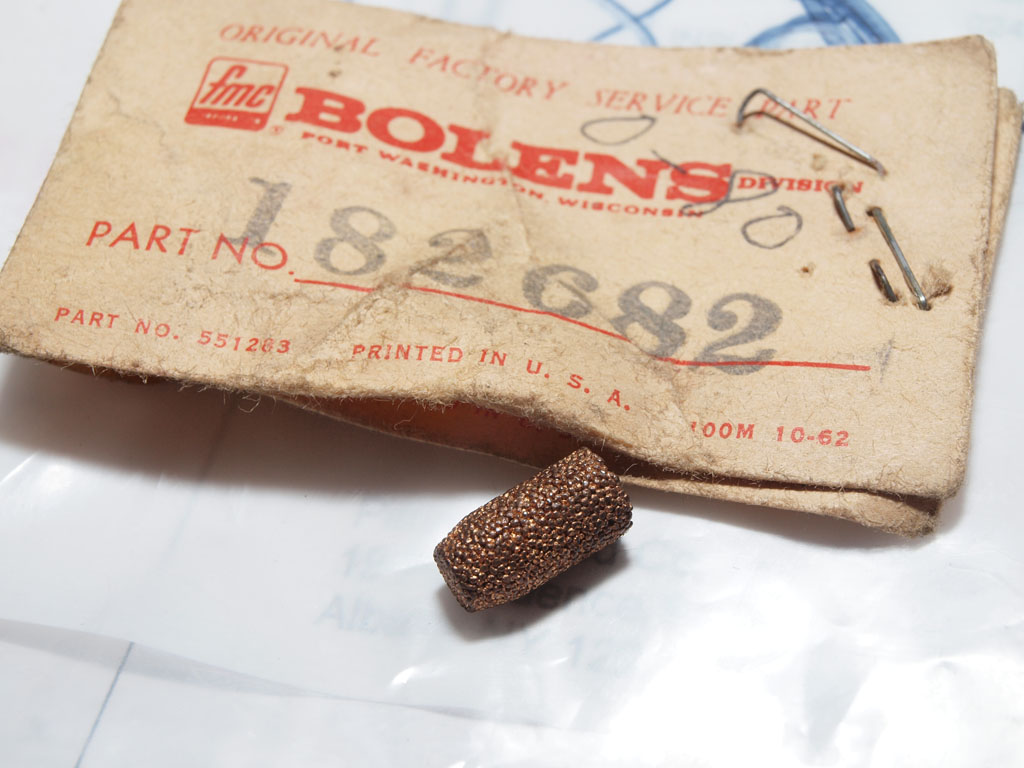 ORIGINAL FACTORY SERVICE PART
fmc
®
BOLENS DIVISION
PORT WASHINGTON, WISCONSIN
PART NO. 182682
PART NO. 551263
PRINTED IN U. S. A.
100M 10-62